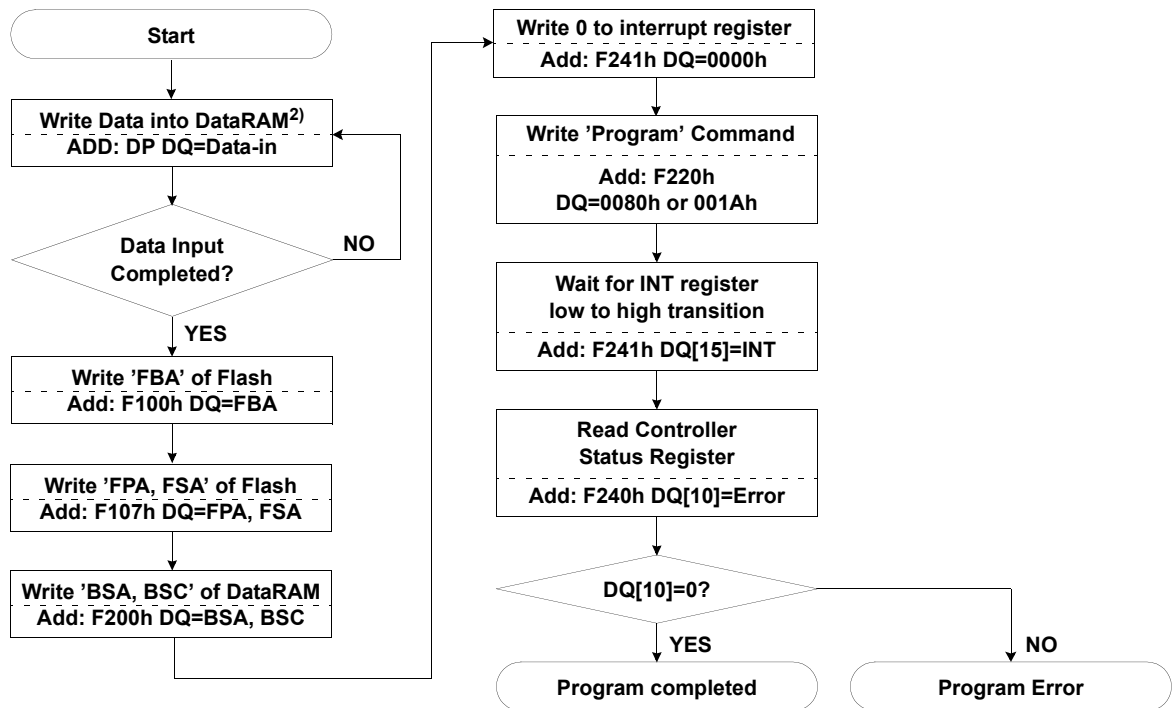 Start
Write Data into DataRAM2)
ADD: DP DQ=Data-in
Data Input
Completed?
NO
YES
Write ’FBA’ of Flash
Add: F100h DQ=FBA
Write ’FPA, FSA’ of Flash
Add: F107h DQ=FPA, FSA
Write ’BSA, BSC’ of DataRAM
Add: F200h DQ=BSA, BSC
Write 0 to interrupt register
Add: F241h DQ=0000h
Write ’Program’ Command
Add: F220h
DQ=0080h or 001Ah
Wait for INT register
low to high transition
Add: F241h DQ[15]=INT
Read Controller
Status Register
Add: F240h DQ[10]=Error
DQ[10]=0?
YES
NO
Program completed
Program Error